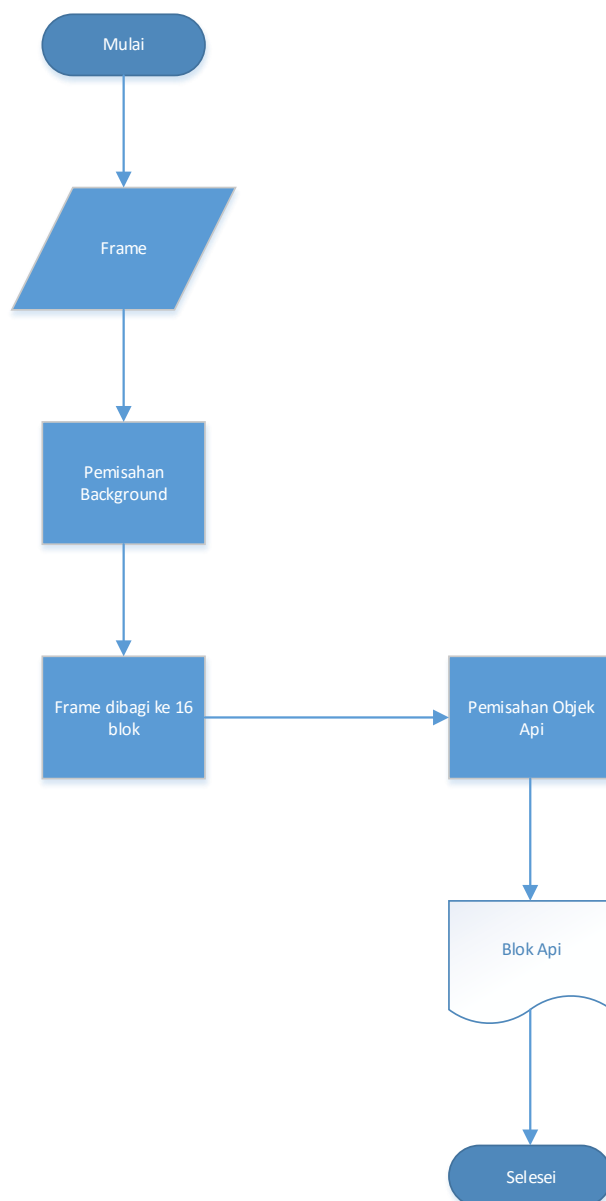 Mulai
Frame
Pemisahan
Background
Frame dibagi ke 16
blok
Pemisahan Objek
Api
Blok Api
Selesei